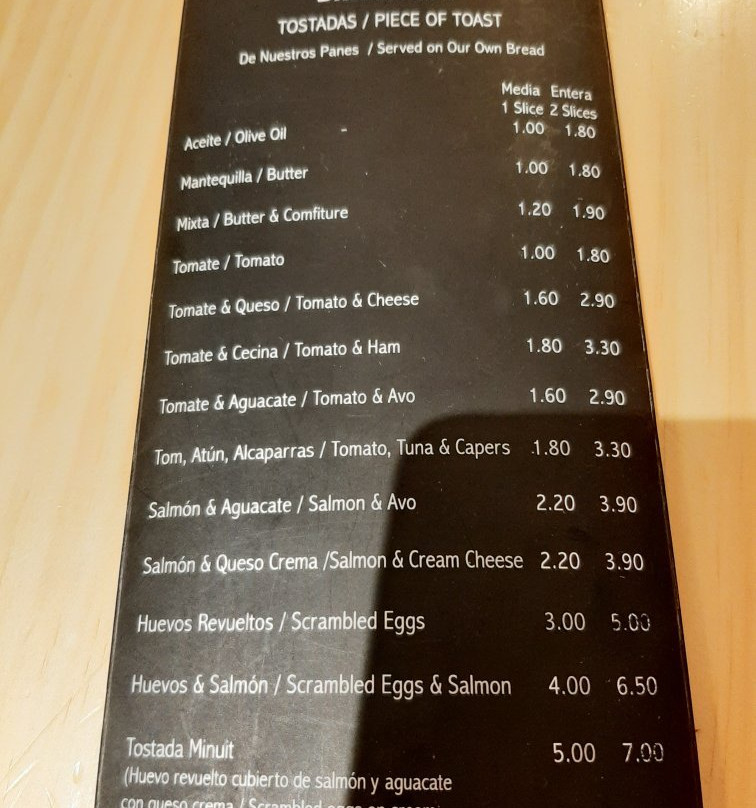 TOSTADAS / PIECE OF TOAST
De Nuestros Panes / Served on Our Own Bread
Media Entera
1 Slice 2 Slices
Aceite / Olive Oil 1.00 1.80
Mantequilla / Butter 1.00 1.80
Mixta / Butter & Comfiture 1.20 1.90
Tomate / Tomato 1.00 1.80
Tomate & Queso / Tomato & Cheese 1.60 2.90
Tomate & Cecina / Tomato & Ham 1.80 3.30
Tomate & Aguacate / Tomato & Avo 1.60 2.90
Tom, Atún, Alcaparras / Tomato, Tuna & Capers 1.80 3.30
Salmón & Aguacate / Salmon & Avo 2.20 3.90
Salmón & Queso Crema /Salmon & Cream Cheese 2.20 3.90
Huevos Revueltos / Scrambled Eggs 3.00 5.00
Huevos & Salmón / Scrambled Eggs & Salmon 4.00 6.50
Tostada Minuit 5.00 7.00
(Huevo revuelto cubierto de salmón y aguacate
con queso crema / Scrambled eggs on